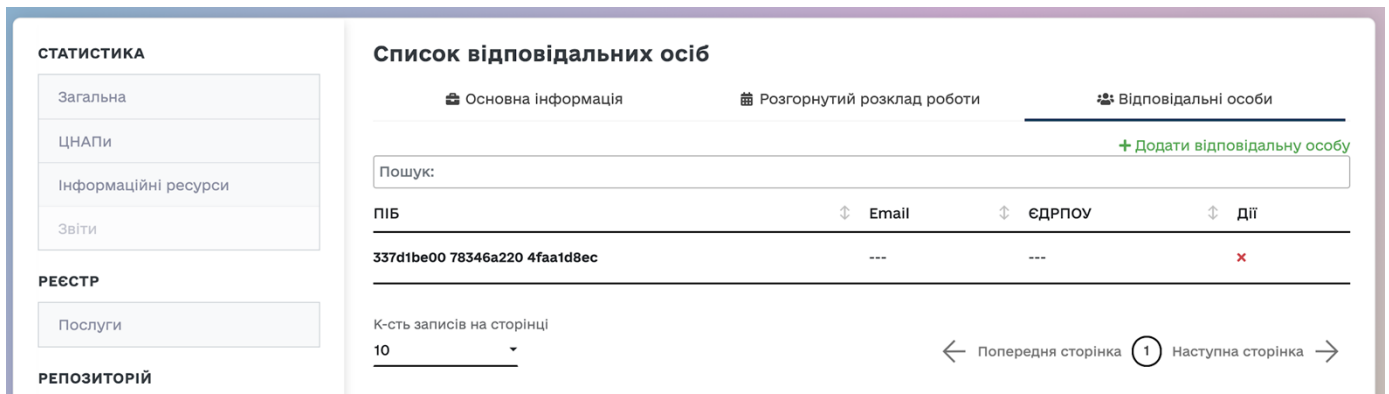 СТАТИСТИКА
Загальна
ЦНАПи
Інформаційні ресурси
Звіти
РЕЄСТР
Послуги
РЕПОЗИТОРІЙ
Список відповідальних осіб
Основна інформація
Розгорнутий розклад роботи
Відповідальні особи
+ Додати відповідальну особу
Пошук:
ПІБ Email ЄДРПОУ Дії
337d1be00 78346a220 4faa1d8ec --- ---
К-сть записів на сторінці
10
Попередня сторінка 1 Наступна сторінка